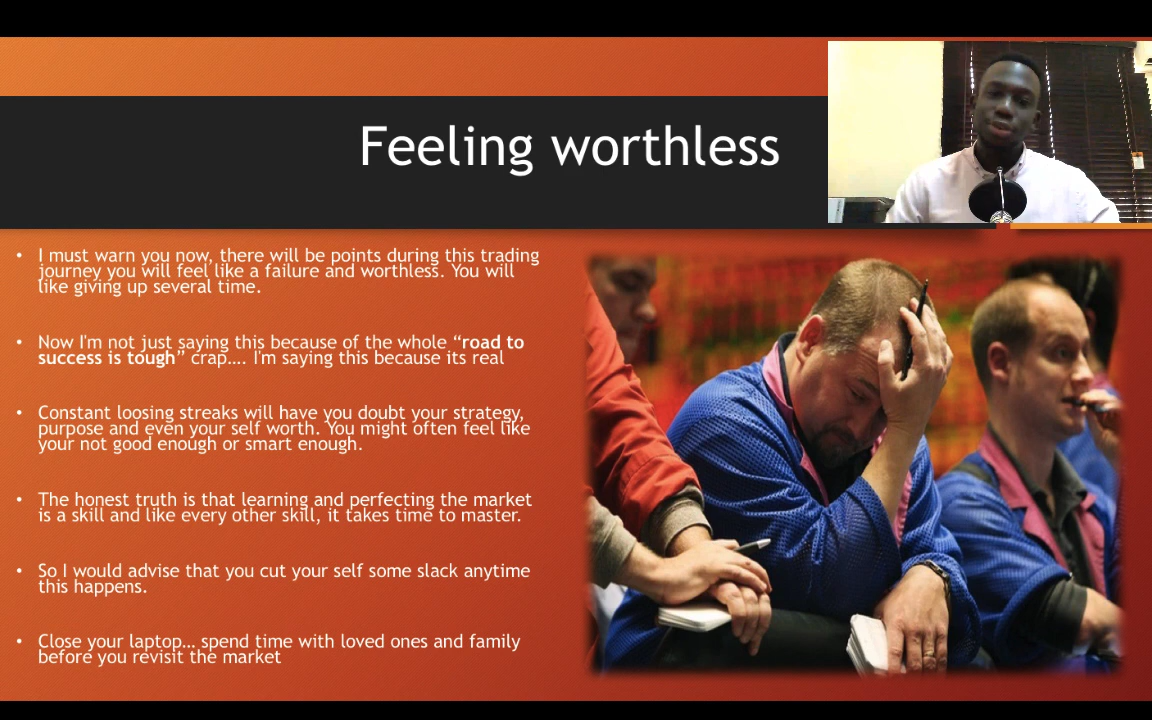 Feeling worthless
• I must warn you now, there will be points during this trading
journey you will feel like a failure and worthless. You will
like giving up several time.
• Now I'm not just saying this because of the whole “road to
success is tough” crap…. I'm saying this because its real
• Constant loosing streaks will have you doubt your strategy,
purpose and even your self worth. You might often feel like
your not good enough or smart enough.
• The honest truth is that learning and perfecting the market
is a skill and like every other skill, it takes time to master.
• So I would advise that you cut your self some slack anytime
this happens.
• Close your laptop… spend time with loved ones and family
before you revisit the market